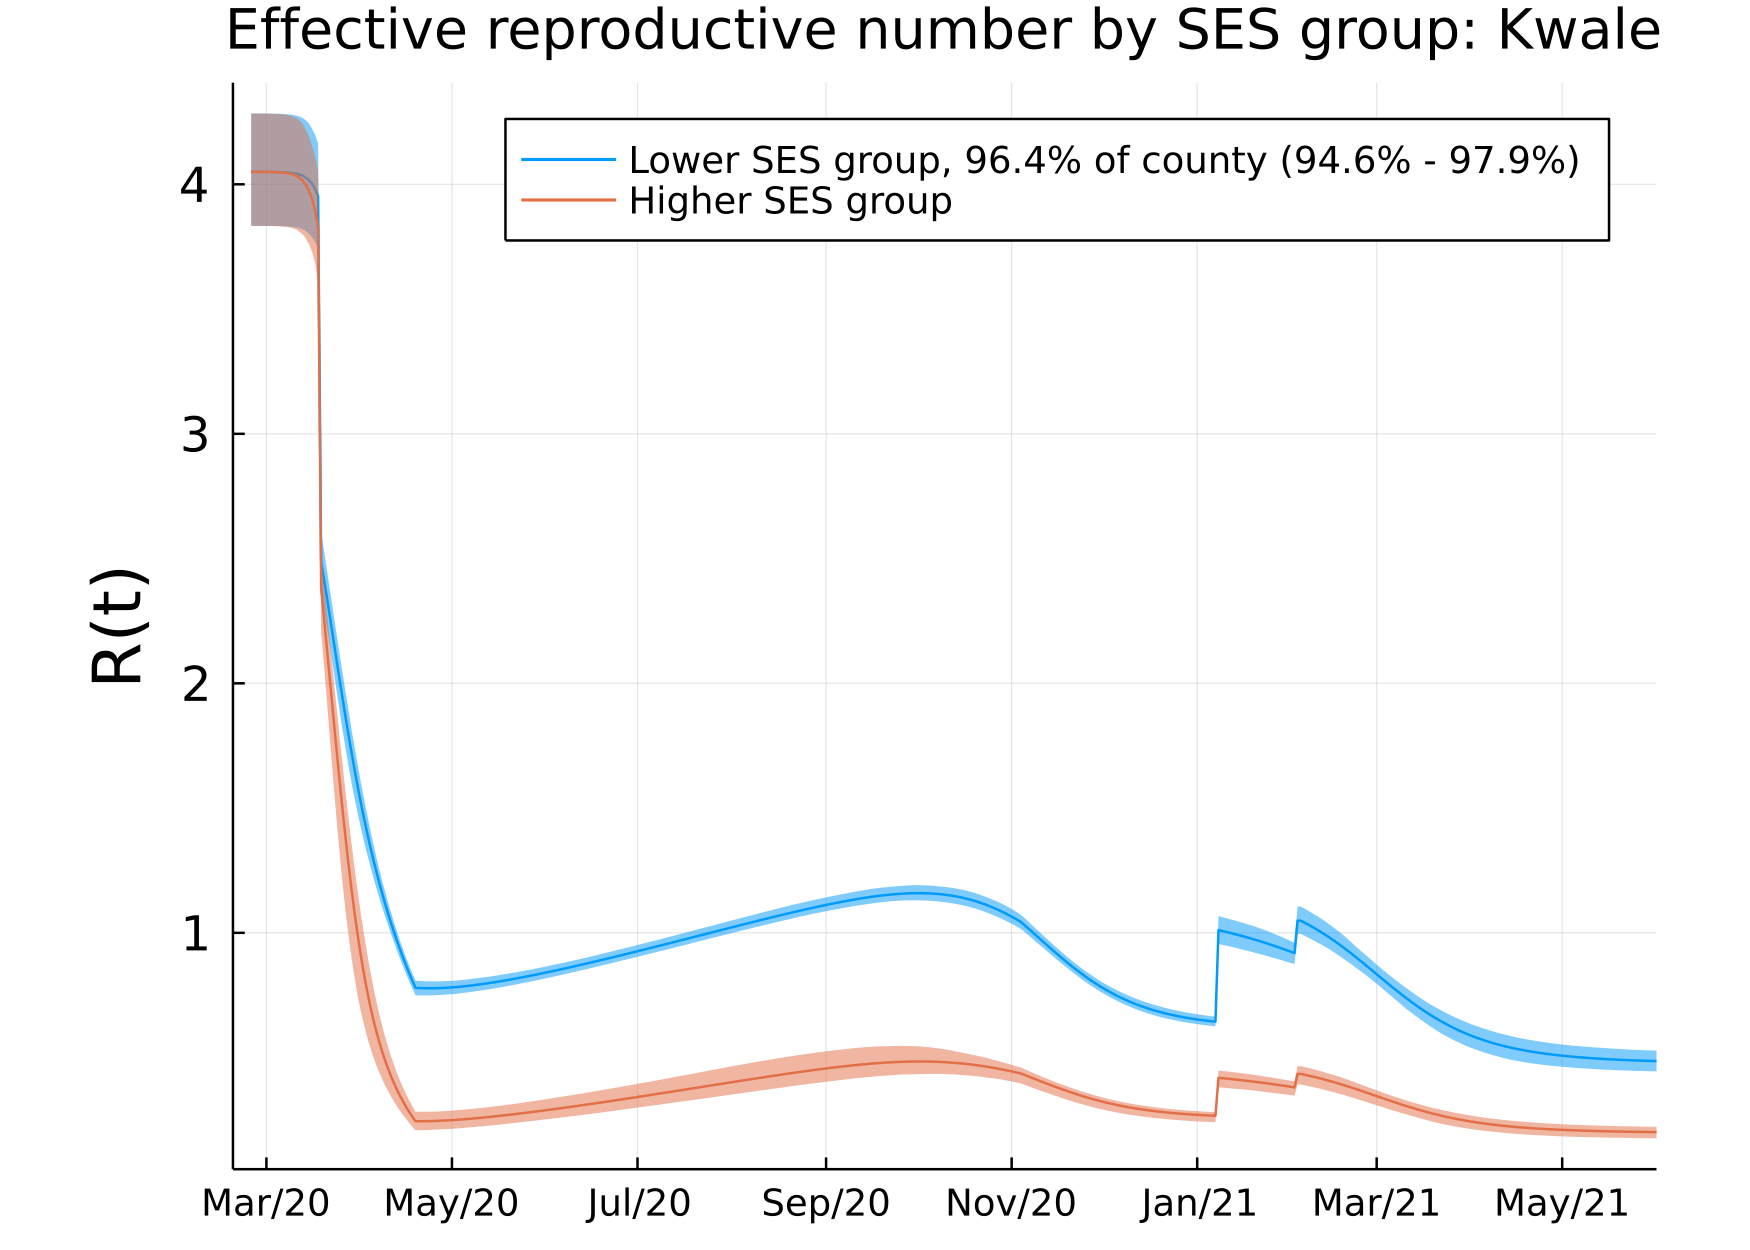 Effective reproductive number by SES group: Kwale
Lower SES group, 96.4% of county (94.6% - 97.9%)
Higher SES group
R(t)
4
3
2
1
Mar/20 May/20 Jul/20 Sep/20 Nov/20 Jan/21 Mar/21 May/21